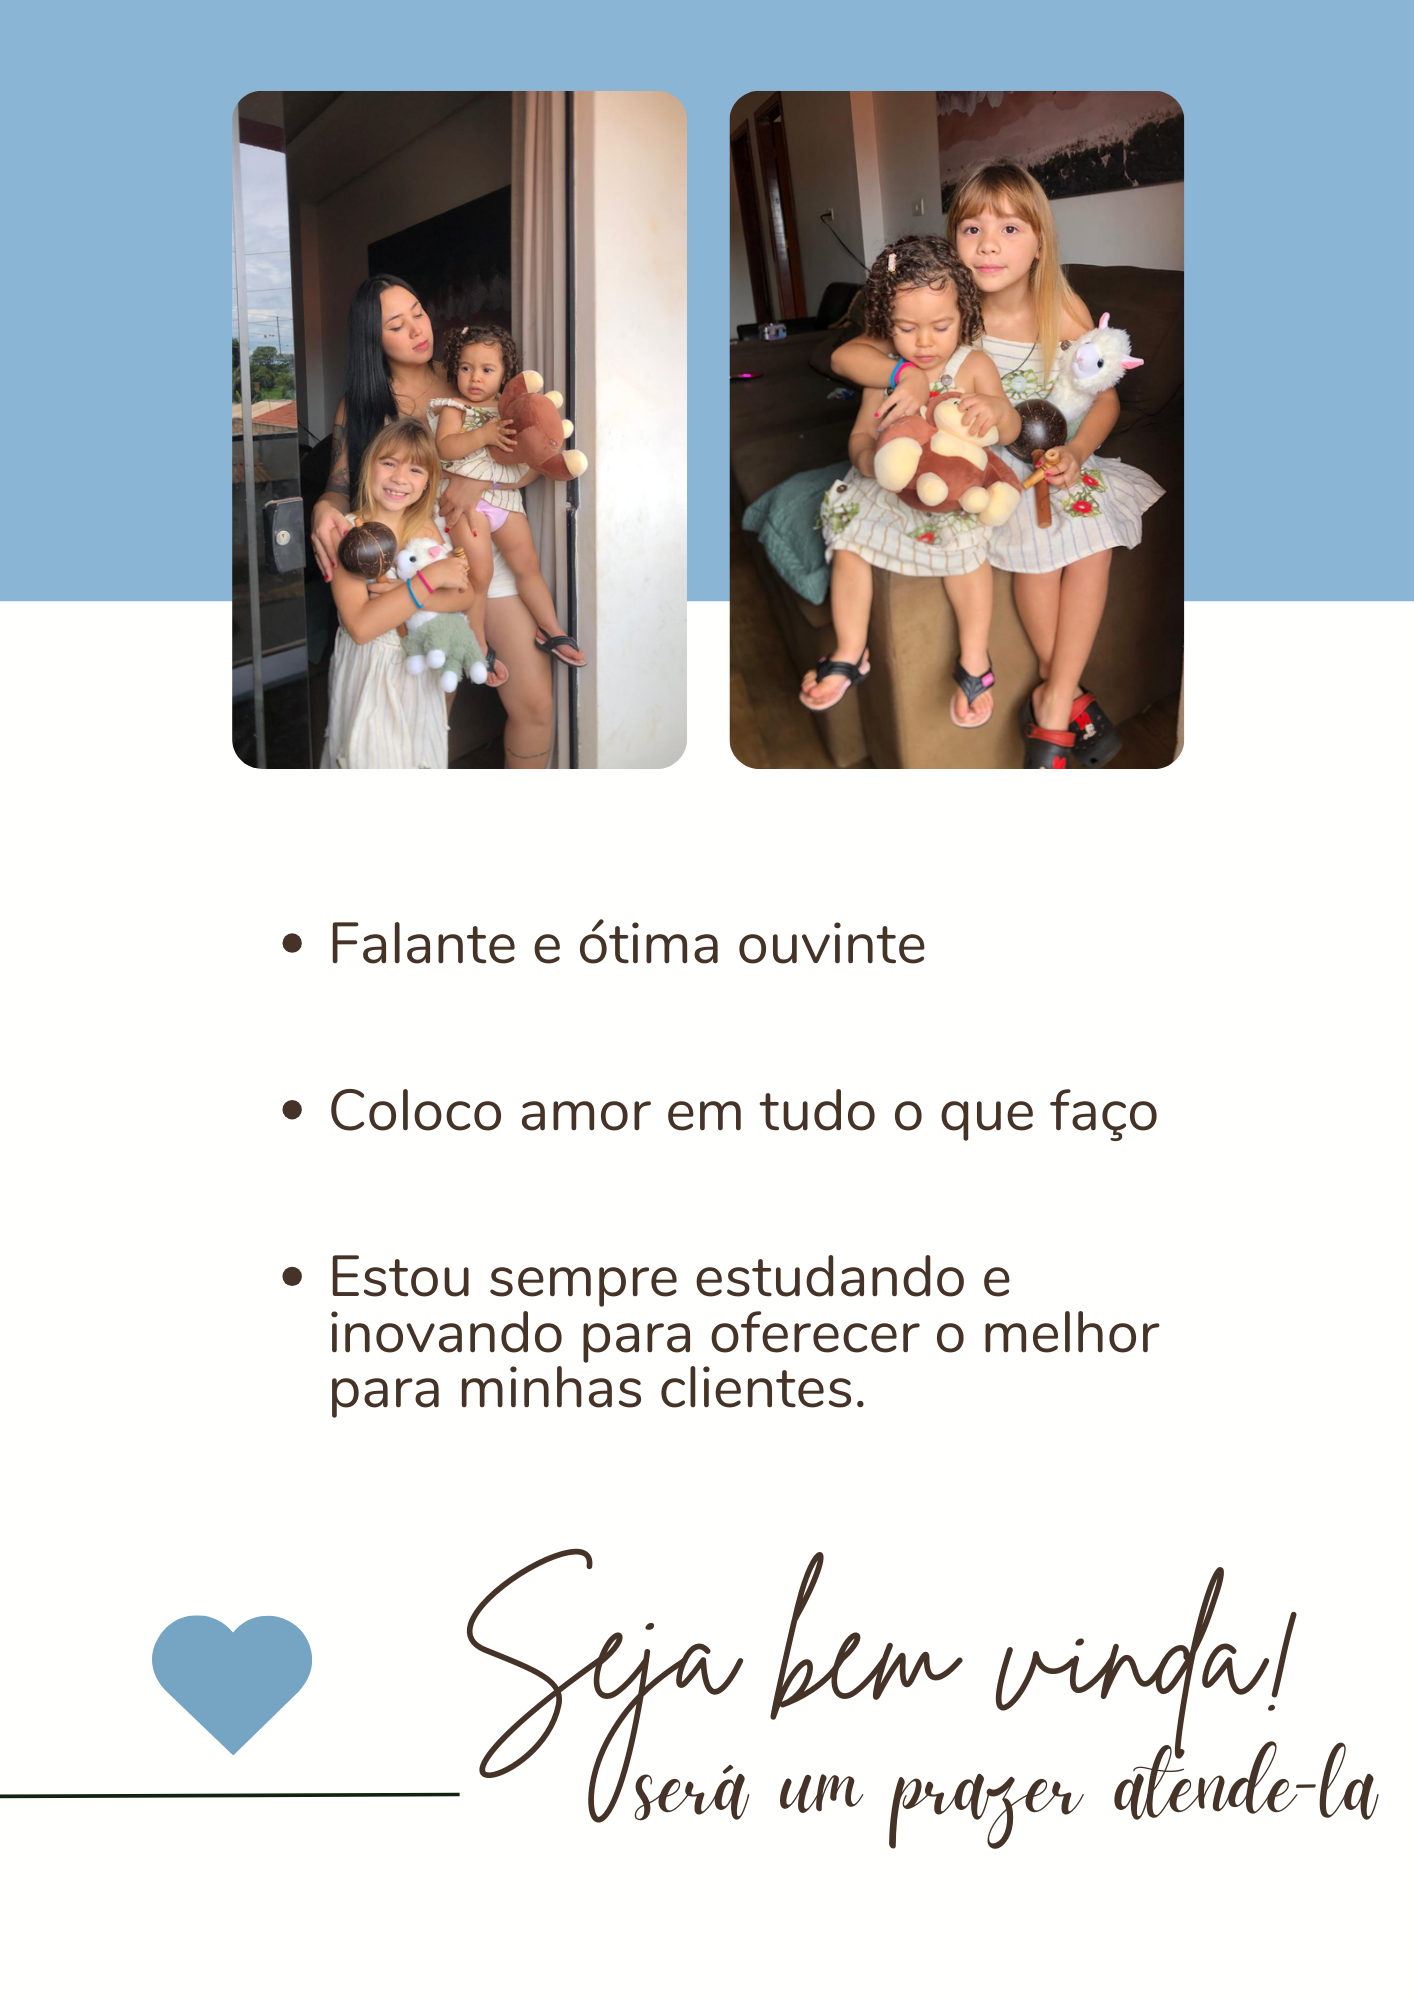 Falante e ótima ouvinte
Coloco amor em tudo o que faço
Estou sempre estudando e
inovando para oferecer o melhor
para minhas clientes.
Seja bem vinda!
será um prazer atende-la